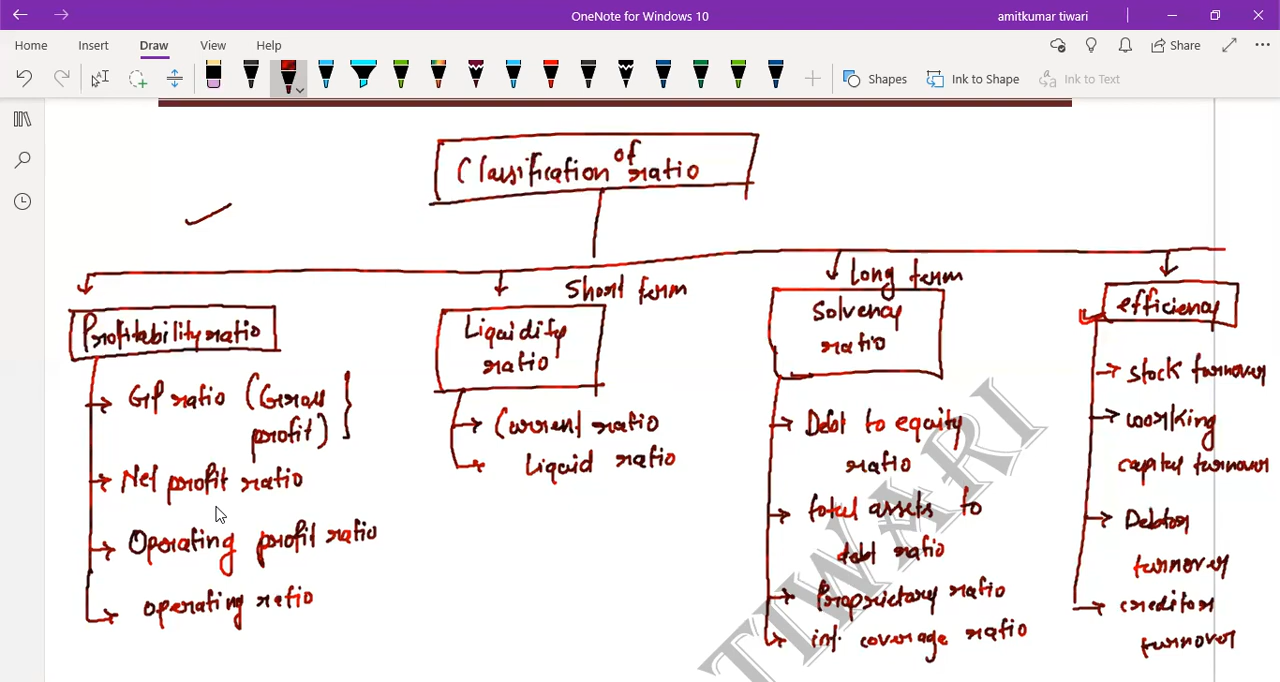 OneNote for Windows 10
amitkumar tiwari
Home
Insert
Draw
View
Help
Share
Shapes
Ink to Shape
Ink to Text
Classification of ratio
Short term
Long term
Profitability ratio
GP ratio (Gross
profit)
Net profit ratio
Operating profit ratio
operating ratio
Liquidity
ratio
Current ratio
Liquid ratio
Solvency
ratio
Debt to equity
ratio
total assets to
debt ratio
Proprietary ratio
int. coverage ratio
efficiency
stock turnover
working
capital turnover
Debtor
turnover
creditor
turnover
TIWARI